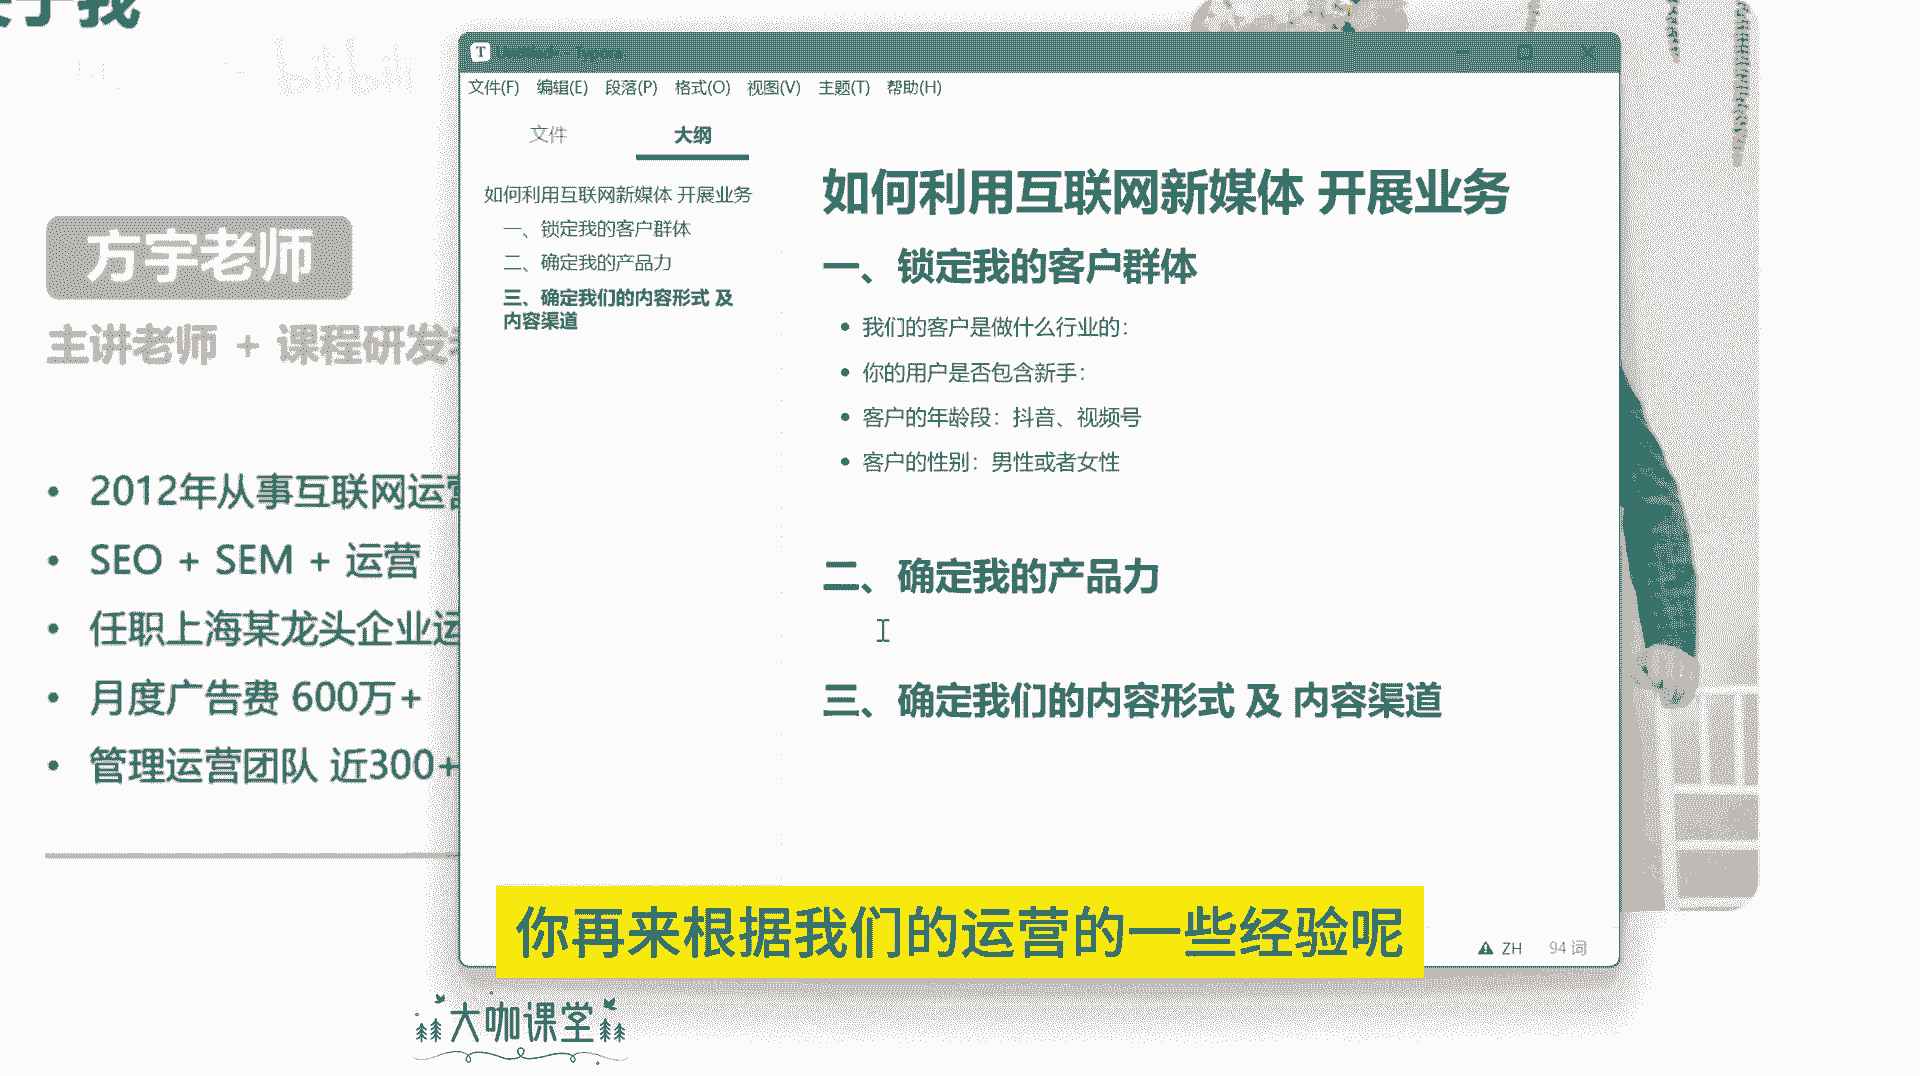 于我
bilibili
方宇老师
主讲老师 + 课程研发
2012年从事互联网运营
SEO + SEM + 运营
任职上海某龙头企业运
月度广告费 600万+
管理运营团队 近300+
Typora
文件(F) 编辑(E) 段落(P) 格式(O) 视图(V) 主题(T) 帮助(H)
文件 大纲
如何利用互联网新媒体 开展业务
一、锁定我的客户群体
二、确定我的产品力
三、确定我们的内容形式 及
内容渠道
如何利用互联网新媒体 开展业务
一、锁定我的客户群体
我们的客户是做什么行业的：
你的用户是否包含新手：
客户的年龄段：抖音、视频号
客户的性别：男性或者女性
二、确定我的产品力
三、确定我们的内容形式 及 内容渠道
ZH 94 词
你再来根据我们的运营的一些经验呢
大咖课堂